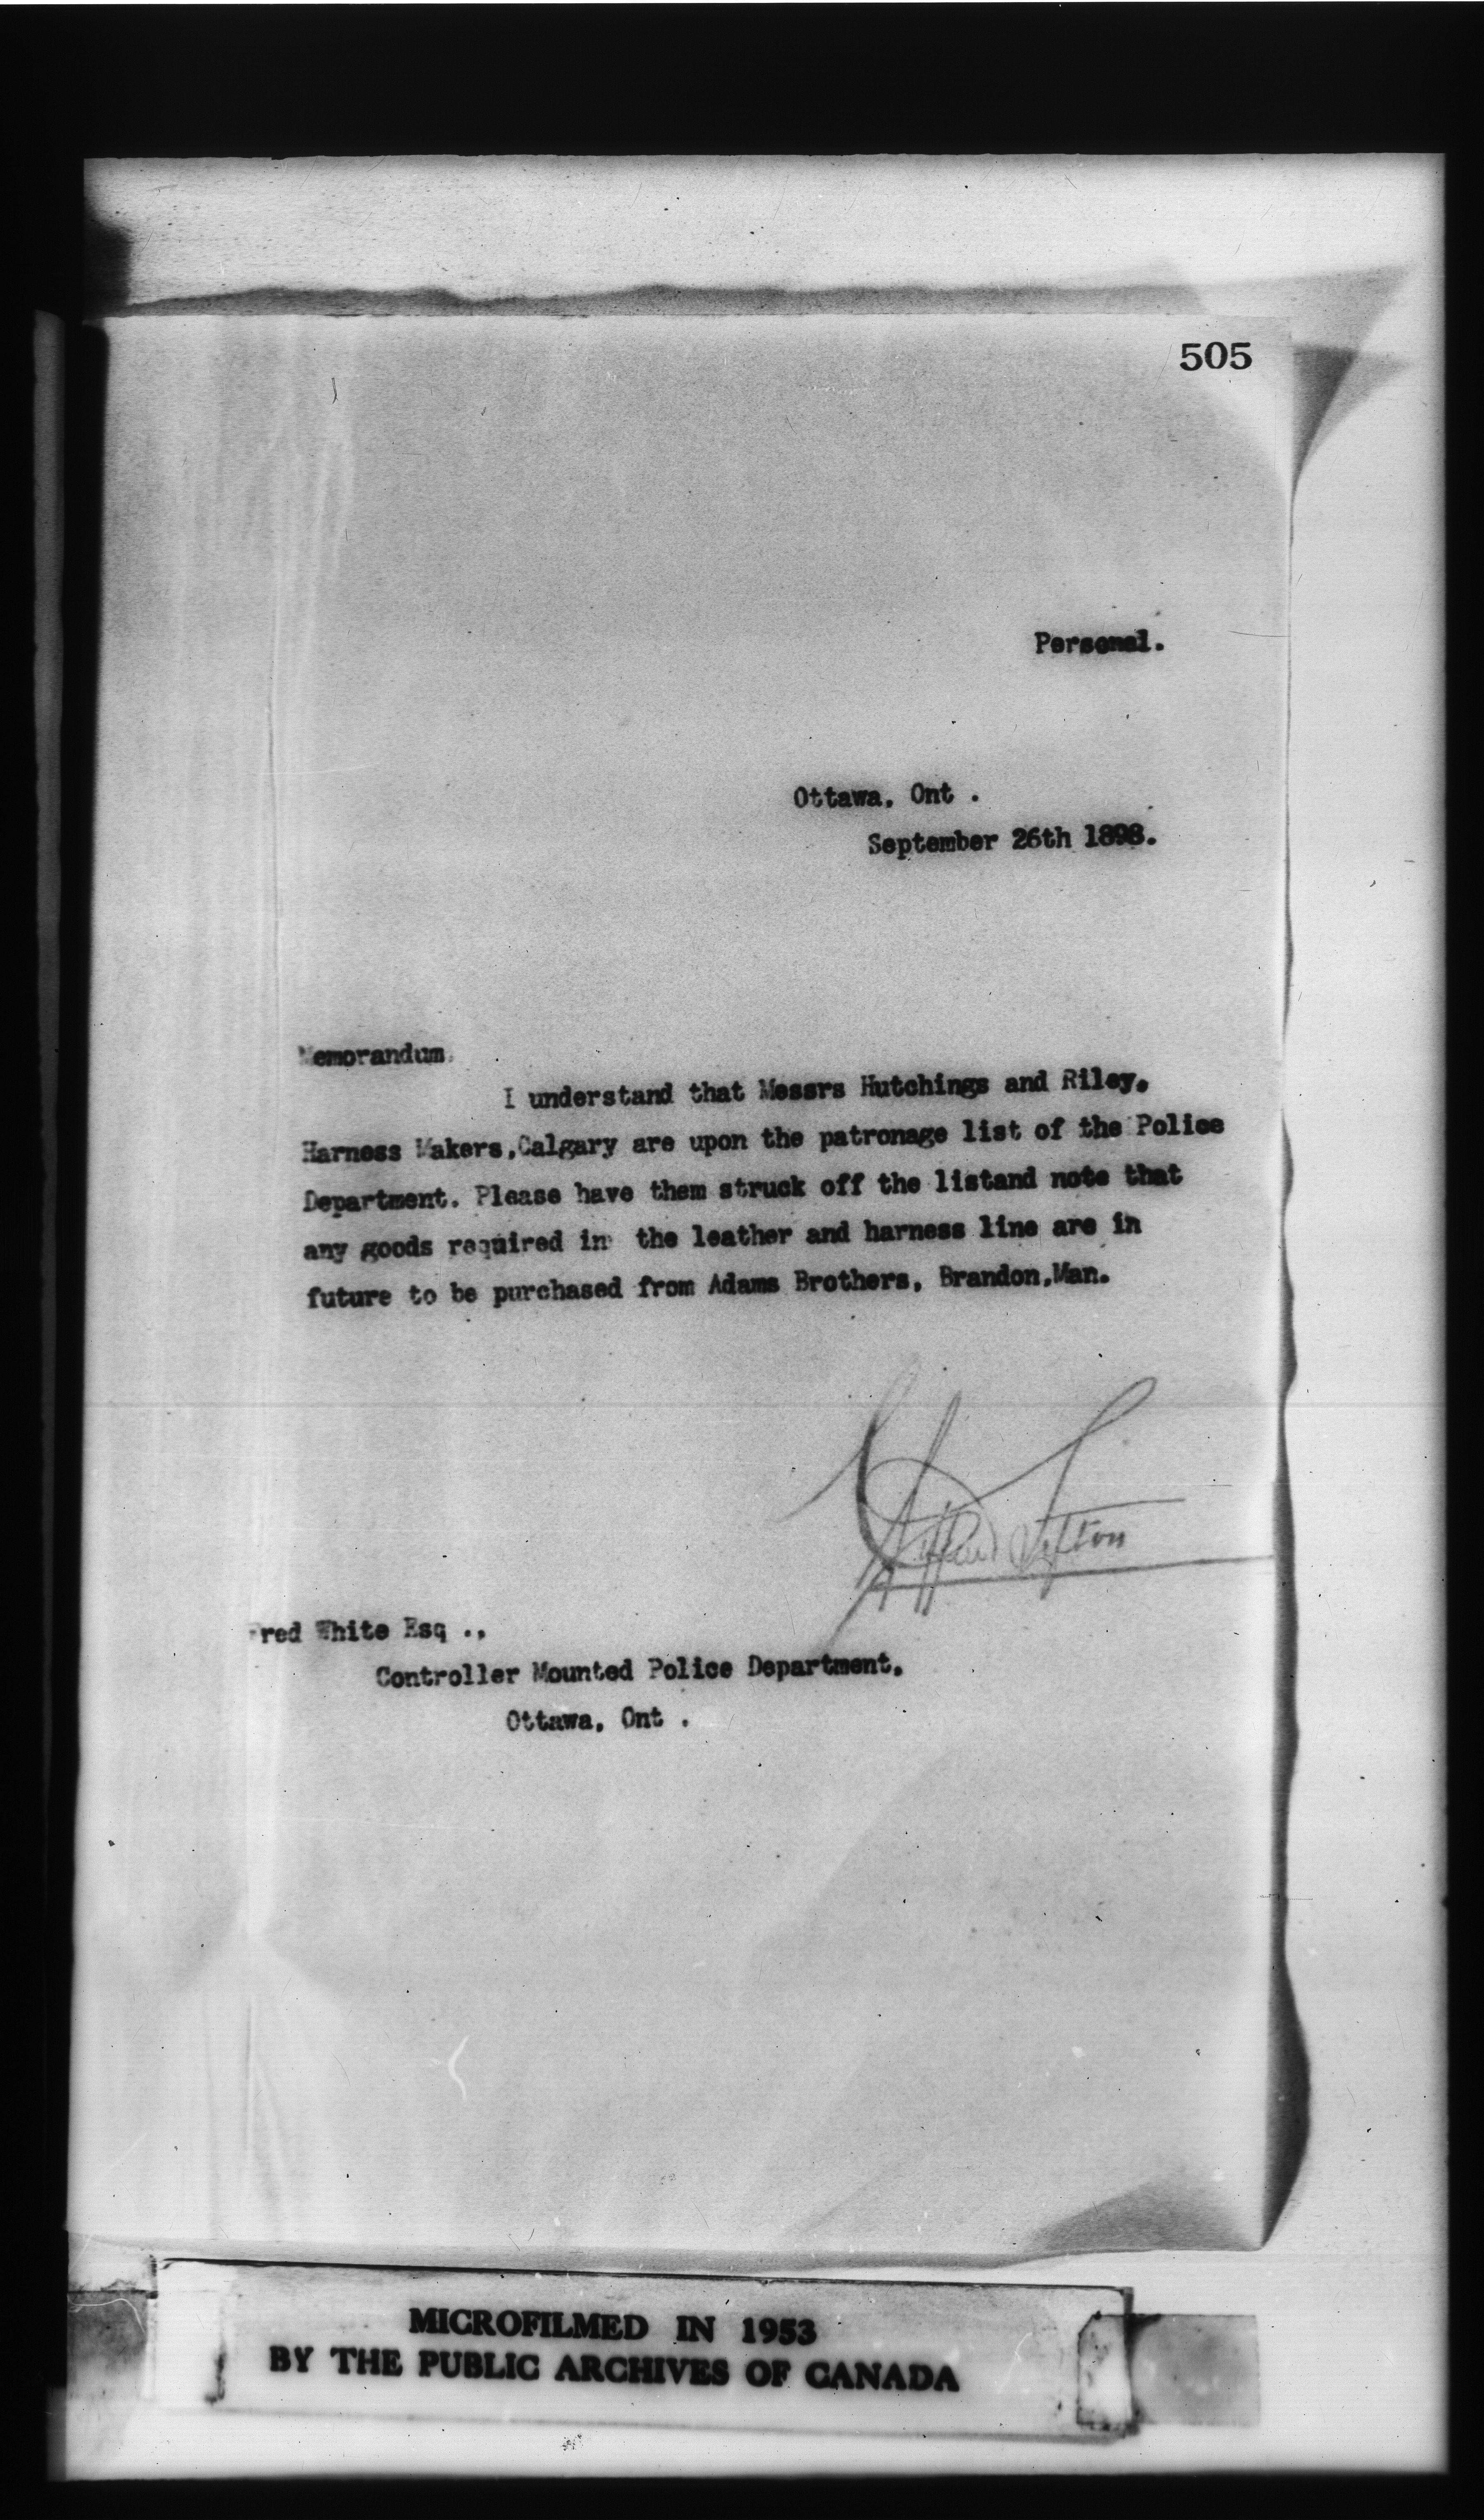 505
Personal.
Ottawa, Ont .
September 26th 1898.
Memorandum.
I understand that Messrs Hutchings and Riley,
Harness Makers,Calgary are upon the patronage list of the Police
Department. Please have them struck off the listand note that
any goods required in the leather and harness line are in
future to be purchased from Adams Brothers, Brandon,Man.
Clifford Sifton
Fred White Esq .,
Controller Mounted Police Department,
Ottawa, Ont .
MICROFILMED IN 1953
BY THE PUBLIC ARCHIVES OF CANADA